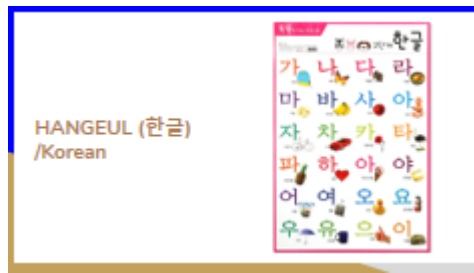 HANGEUL (한글)
/Korean
한글
가 나 다 라
마 바 사 아
자 차 카 타
파 하 아 야
어 여 오 요
우 유 으 이